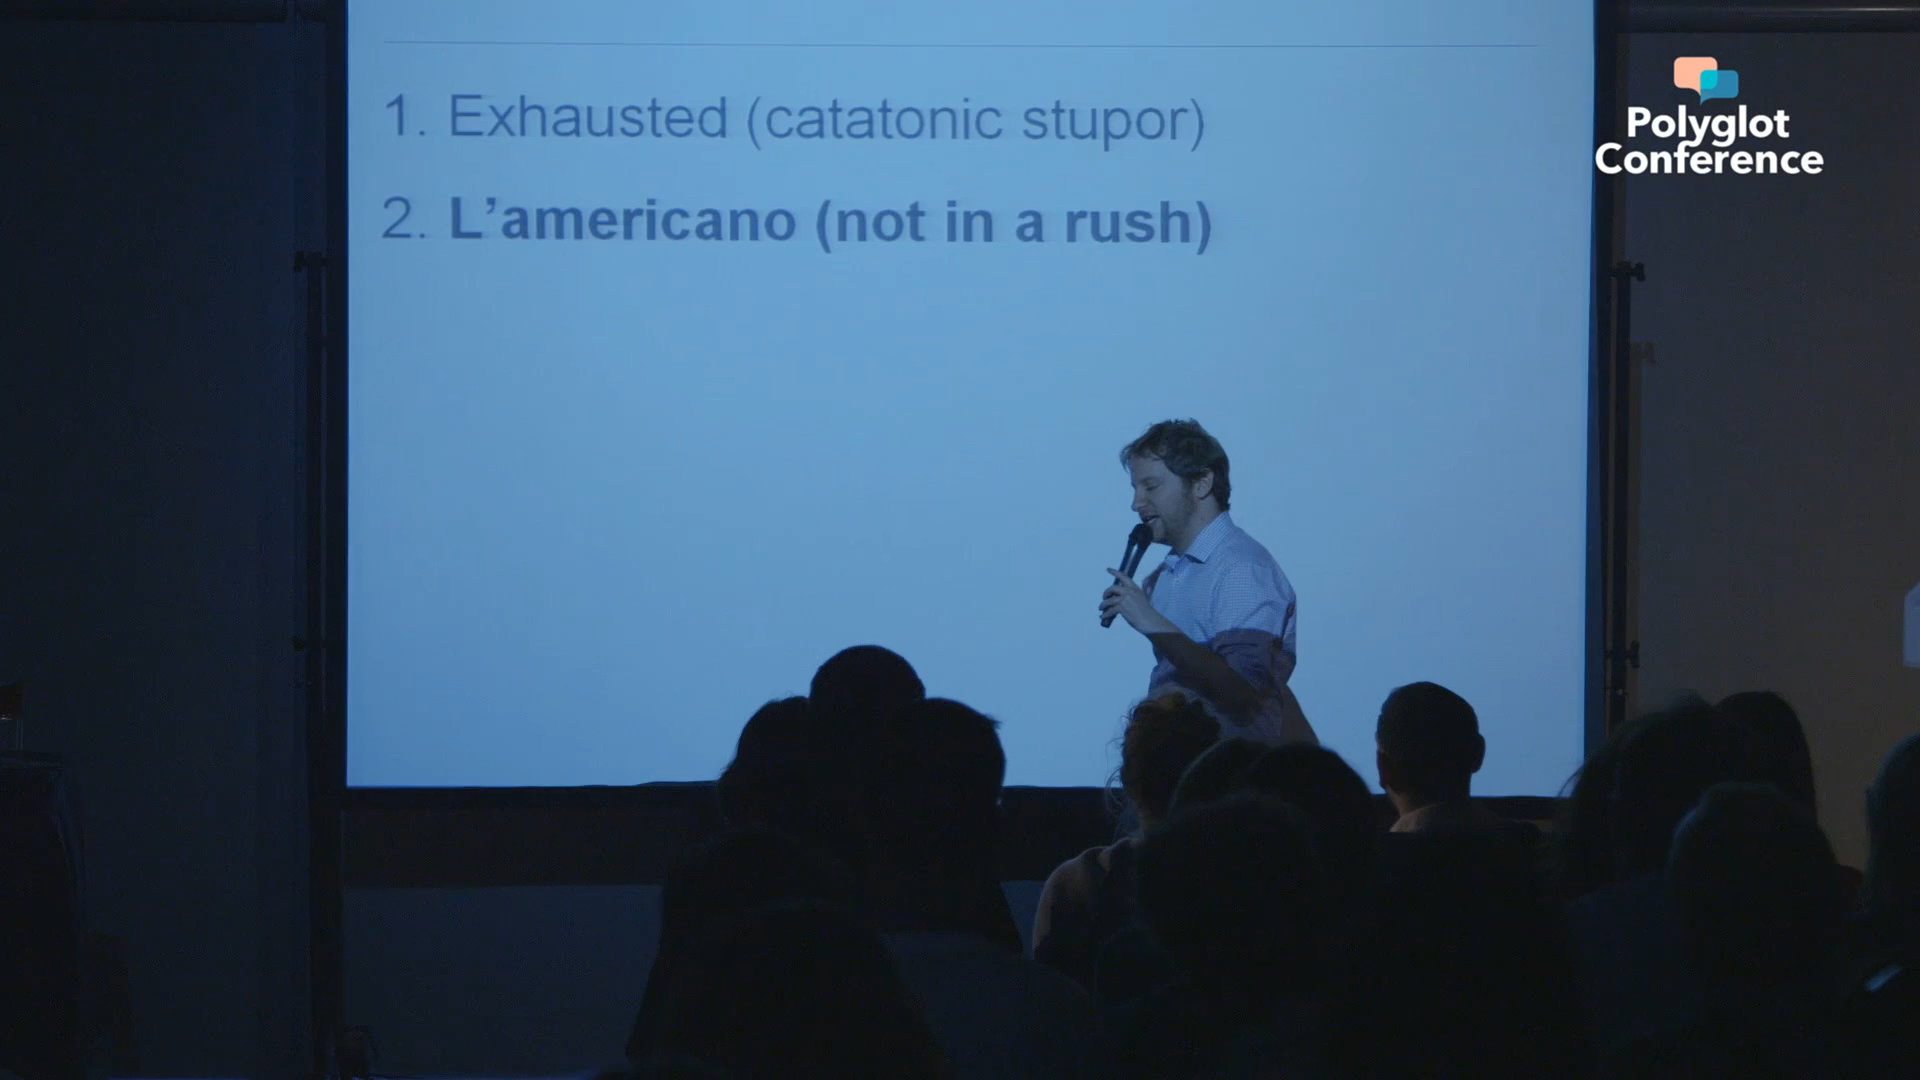 1. Exhausted (catatonic stupor)
2. L’americano (not in a rush)
Polyglot
Conference